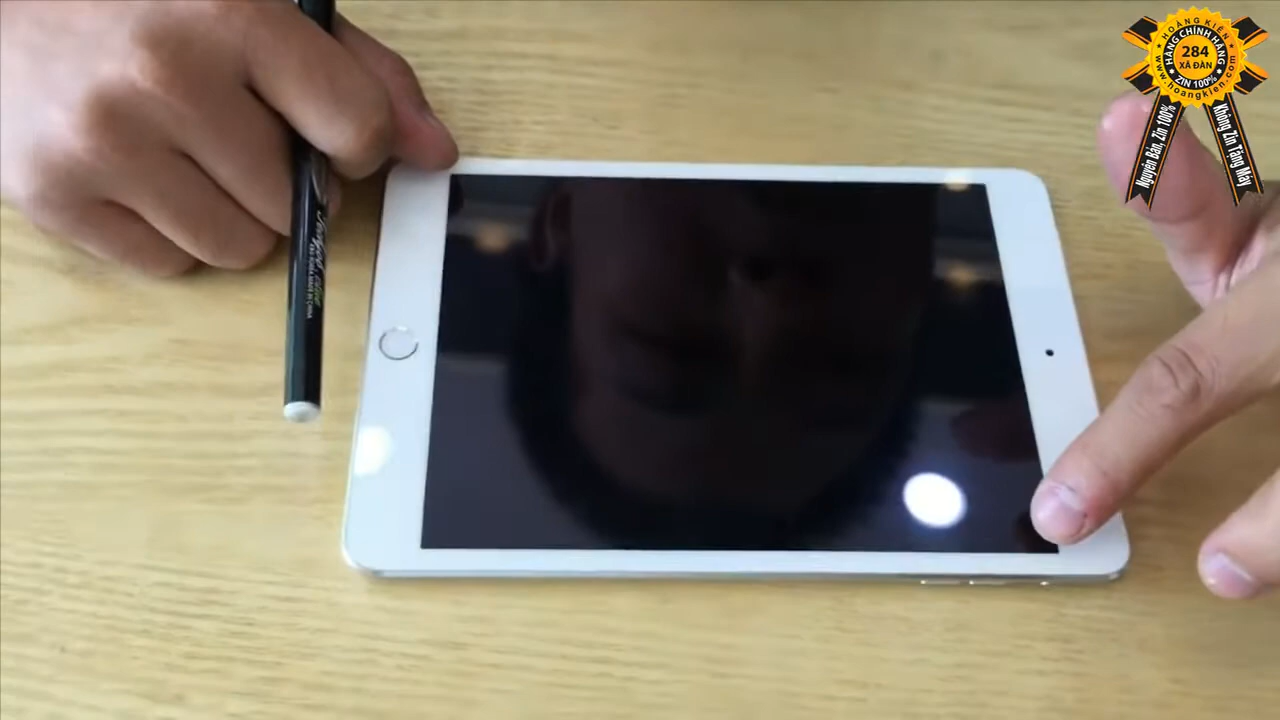 HOÀNG KIÊN
HÀNG CHÍNH HÃNG
284
XÃ ĐÀN
ZIN 100%
www.hoangkien.com
Nguyên Bản, Zin 100%
Không Zin Tặng Máy